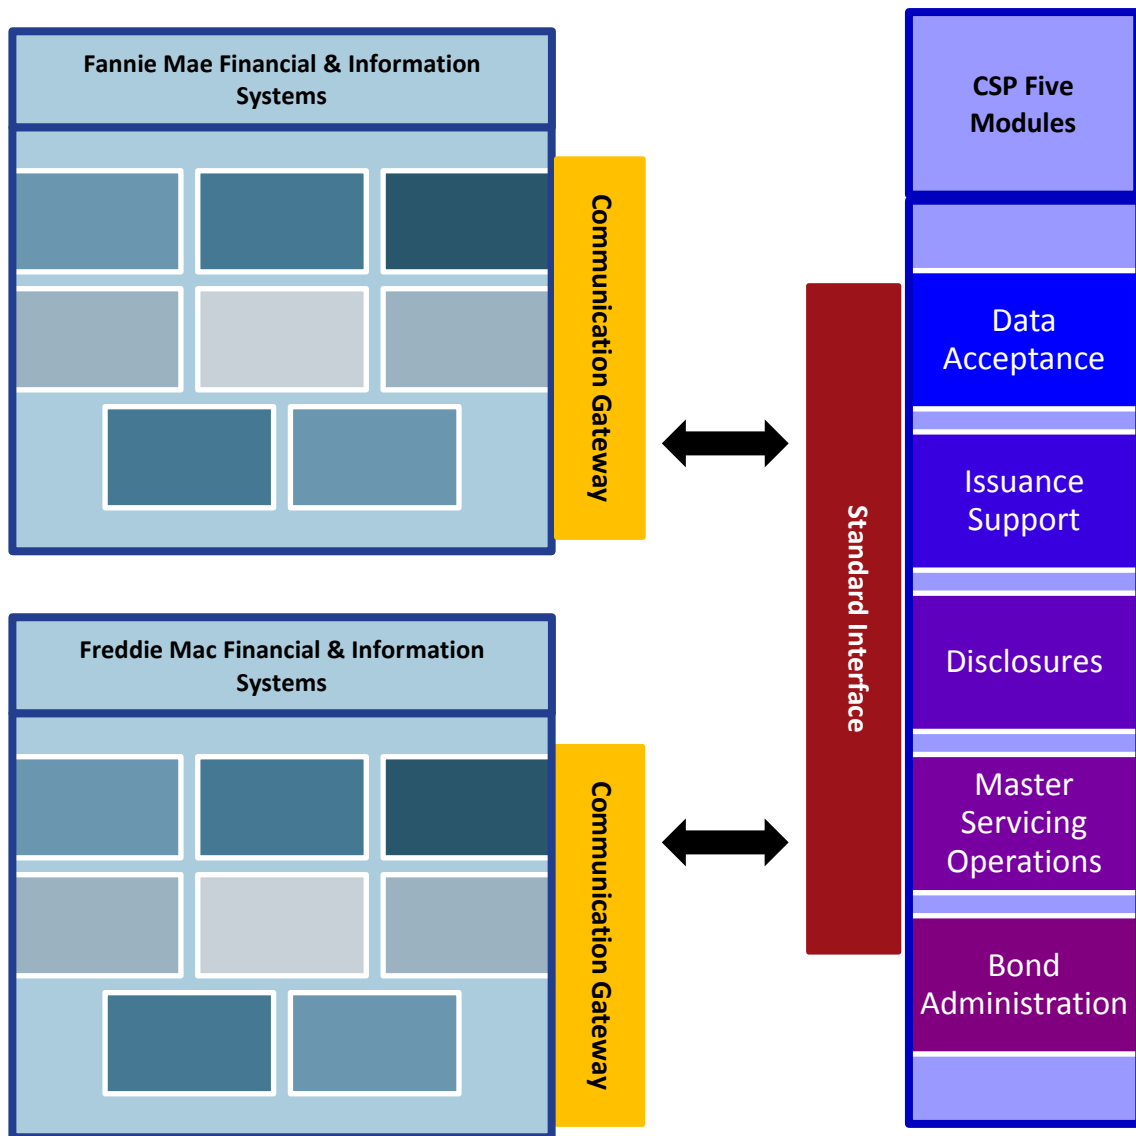 Fannie Mae Financial & Information
Systems
Communication Gateway
Freddie Mac Financial & Information
Systems
Communication Gateway
Standard Interface
CSP Five
Modules
Data
Acceptance
Issuance
Support
Disclosures
Master
Servicing
Operations
Bond
Administration